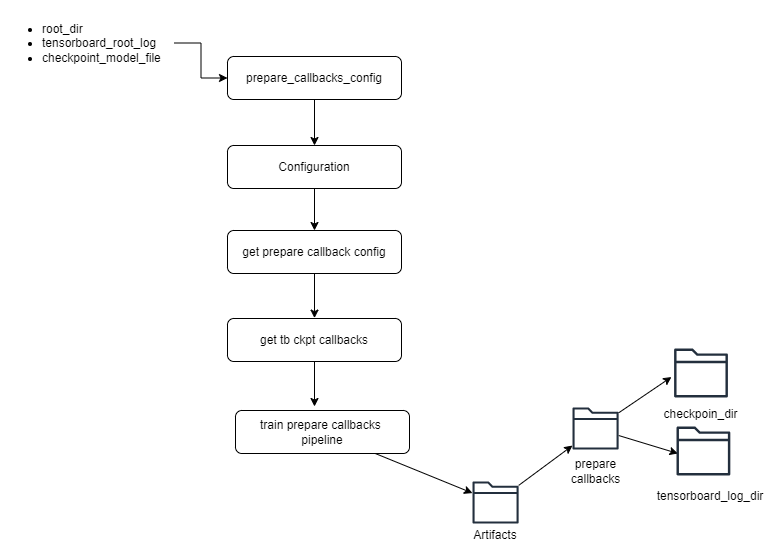 root_dir
tensorboard_root_log
checkpoint_model_file
prepare_callbacks_config
Configuration
get prepare callback config
get tb ckpt callbacks
train prepare callbacks
pipeline
Artifacts
prepare
callbacks
checkpoin_dir
tensorboard_log_dir